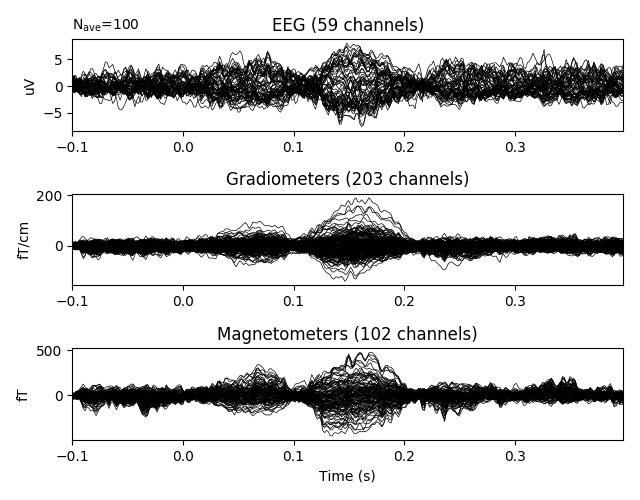 N_ave=100
EEG (59 channels)
uV
5
0
−5
−0.1 0.0 0.1 0.2 0.3
Gradiometers (203 channels)
fT/cm
200
0
−0.1 0.0 0.1 0.2 0.3
Magnetometers (102 channels)
fT
500
0
−0.1 0.0 0.1 0.2 0.3
Time (s)